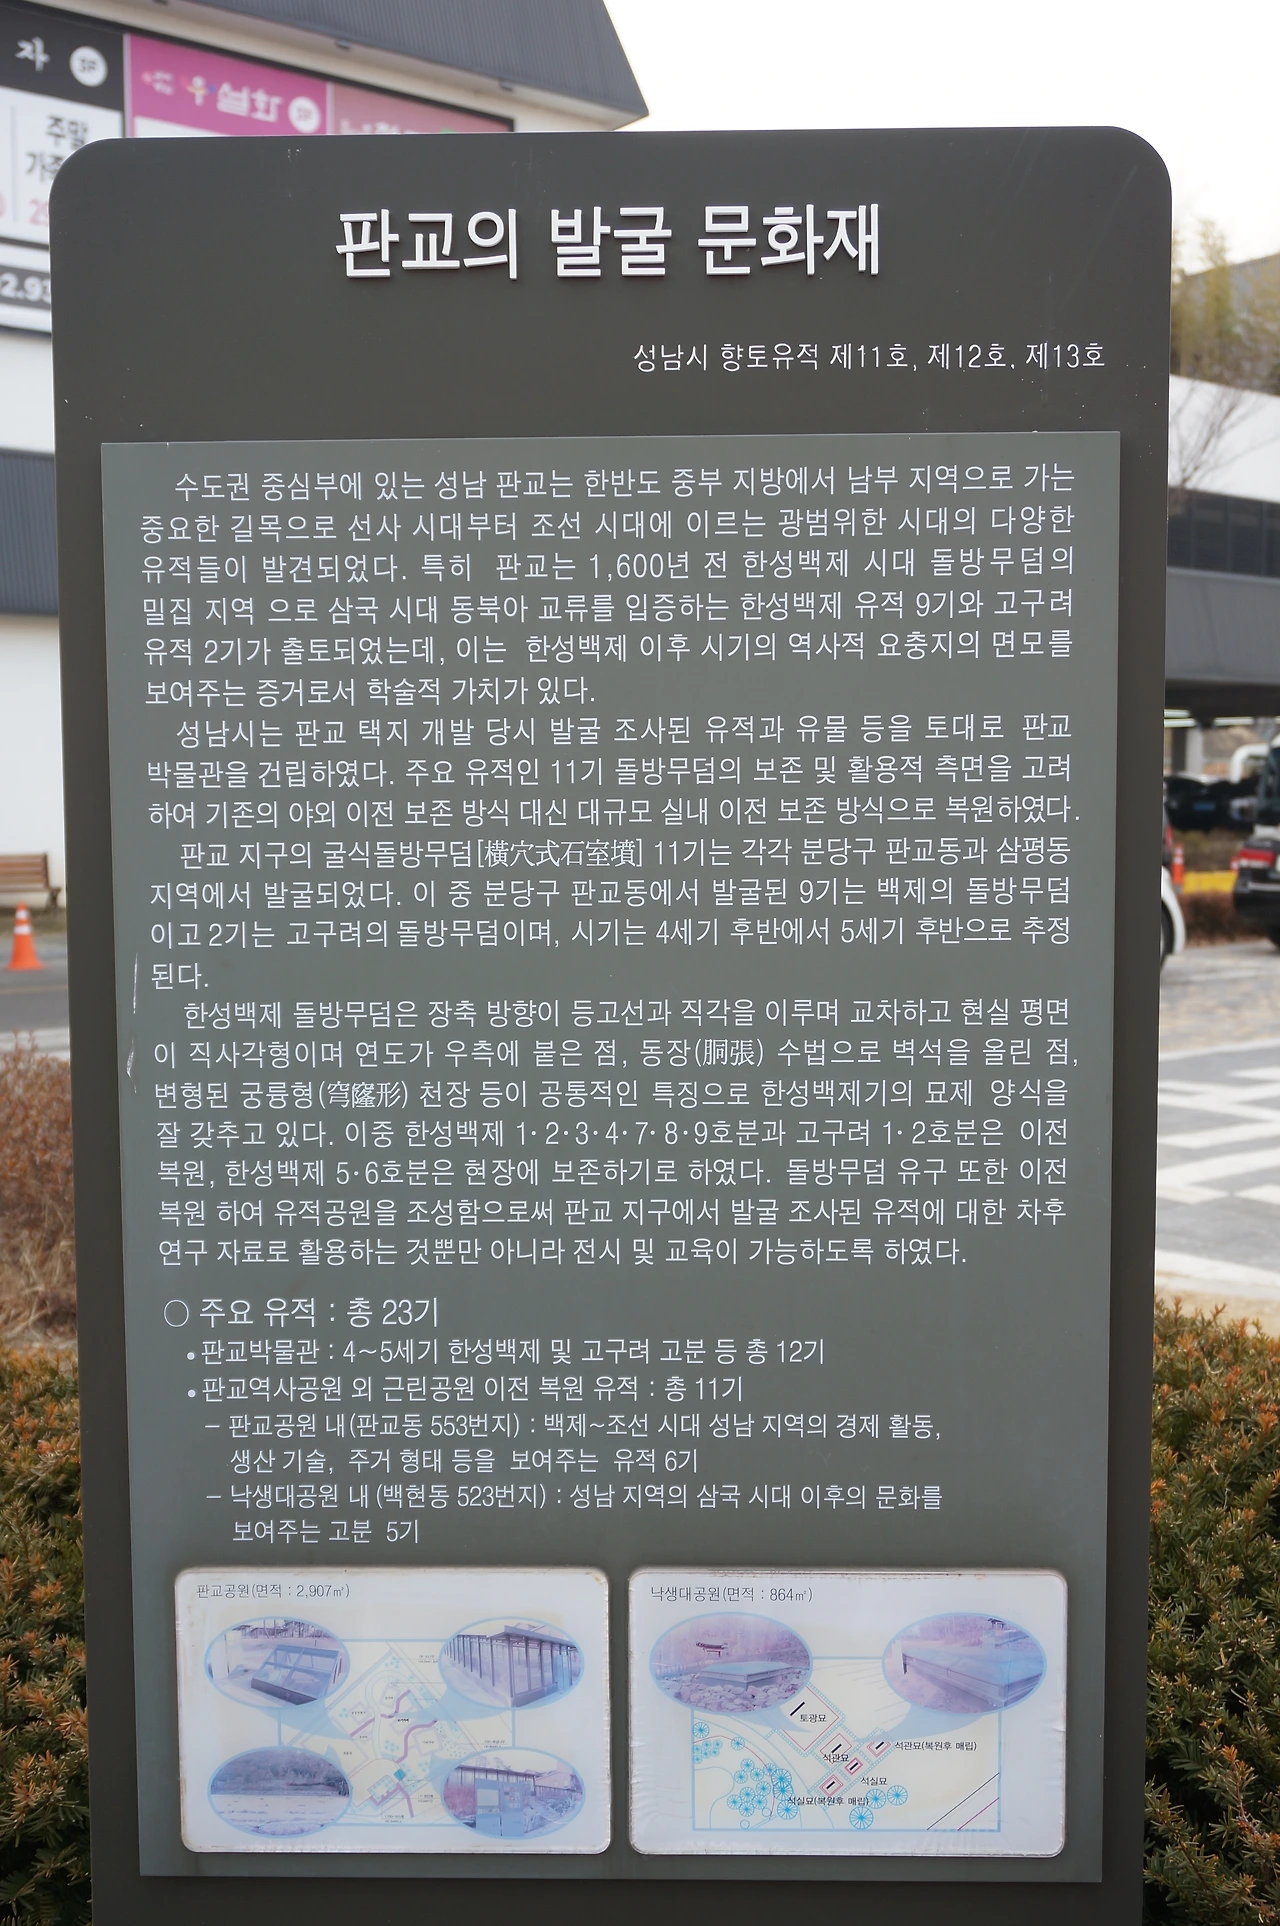 자
3F
우설화
주말
판교의 발굴 문화재
성남시 향토유적 제11호, 제12호, 제13호
수도권 중심부에 있는 성남 판교는 한반도 중부 지방에서 남부 지역으로 가는
중요한 길목으로 선사 시대부터 조선 시대에 이르는 광범위한 시대의 다양한
유적들이 발견되었다. 특히 판교는 1,600년 전 한성백제 시대 돌방무덤의
밀집 지역 으로 삼국 시대 동북아 교류를 입증하는 한성백제 유적 9기와 고구려
유적 2기가 출토되었는데, 이는 한성백제 이후 시기의 역사적 요충지의 면모를
보여주는 증거로서 학술적 가치가 있다.
성남시는 판교 택지 개발 당시 발굴 조사된 유적과 유물 등을 토대로 판교
박물관을 건립하였다. 주요 유적인 11기 돌방무덤의 보존 및 활용적 측면을 고려
하여 기존의 야외 이전 보존 방식 대신 대규모 실내 이전 보존 방식으로 복원하였다.
판교 지구의 굴식돌방무덤[橫穴式石室墳] 11기는 각각 분당구 판교동과 삼평동
지역에서 발굴되었다. 이 중 분당구 판교동에서 발굴된 9기는 백제의 돌방무덤
이고 2기는 고구려의 돌방무덤이며, 시기는 4세기 후반에서 5세기 후반으로 추정
된다.
한성백제 돌방무덤은 장축 방향이 등고선과 직각을 이루며 교차하고 현실 평면
이 직사각형이며 연도가 우측에 붙은 점, 동장(胴張) 수법으로 벽석을 올린 점,
변형된 궁륭형(穹窿形) 천장 등이 공통적인 특징으로 한성백제기의 묘제 양식을
잘 갖추고 있다. 이중 한성백제 1·2·3·4·7·8·9호분과 고구려 1·2호분은 이전
복원, 한성백제 5·6호분은 현장에 보존하기로 하였다. 돌방무덤 유구 또한 이전
복원 하여 유적공원을 조성함으로써 판교 지구에서 발굴 조사된 유적에 대한 차후
연구 자료로 활용하는 것뿐만 아니라 전시 및 교육이 가능하도록 하였다.
○ 주요 유적 : 총 23기
• 판교박물관 : 4~5세기 한성백제 및 고구려 고분 등 총 12기
• 판교역사공원 외 근린공원 이전 복원 유적 : 총 11기
– 판교공원 내(판교동 553번지) : 백제~조선 시대 성남 지역의 경제 활동,
생산 기술, 주거 형태 등을 보여주는 유적 6기
– 낙생대공원 내 (백현동 523번지) : 성남 지역의 삼국 시대 이후의 문화를
보여주는 고분 5기
판교공원(면적 : 2,907㎡)
낙생대공원(면적 : 864㎡)
토광묘
석관묘
석관묘(복원후 매립)
석실묘
석실묘(복원후 매립)